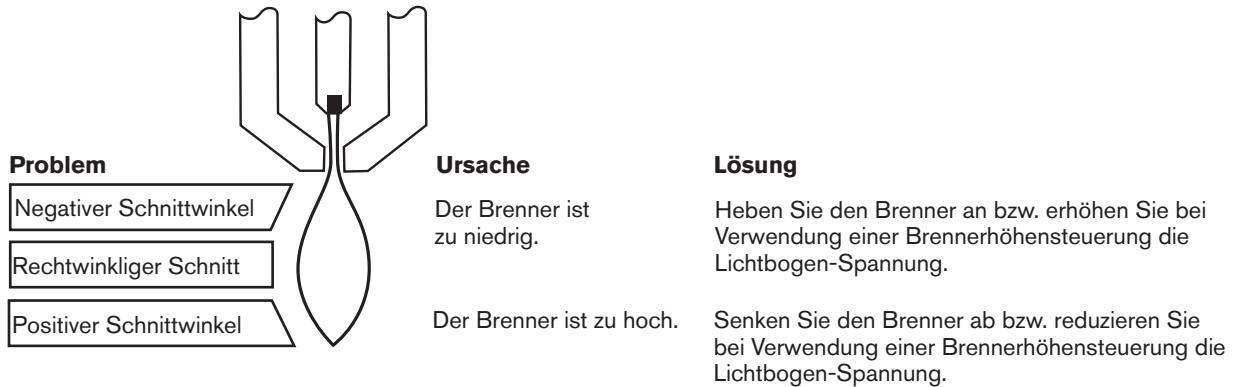 Problem
Ursache
Lösung
Negativer Schnittwinkel
Der Brenner ist
zu niedrig.
Heben Sie den Brenner an bzw. erhöhen Sie bei
Verwendung einer Brennerhöhensteuerung die
Lichtbogen-Spannung.
Rechtwinkliger Schnitt
Positiver Schnittwinkel
Der Brenner ist zu hoch.
Senken Sie den Brenner ab bzw. reduzieren Sie
bei Verwendung einer Brennerhöhensteuerung die
Lichtbogen-Spannung.